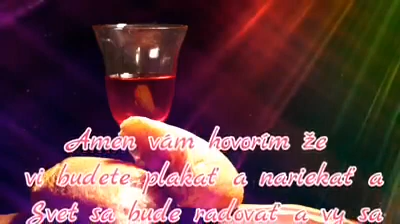 Amen vám hovorím že
vi budete plakať a nariekať a
Svet sa bude radovať a vy sa